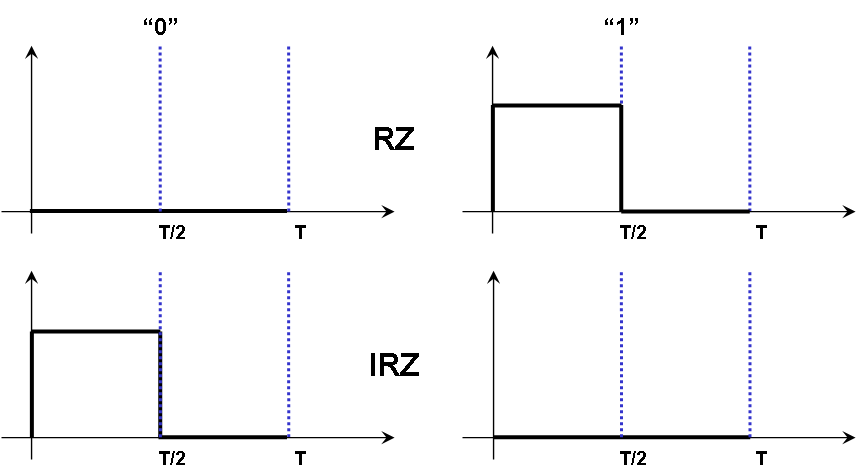 “0” “1”
RZ
T/2 T T/2 T
IRZ
T/2 T T/2 T